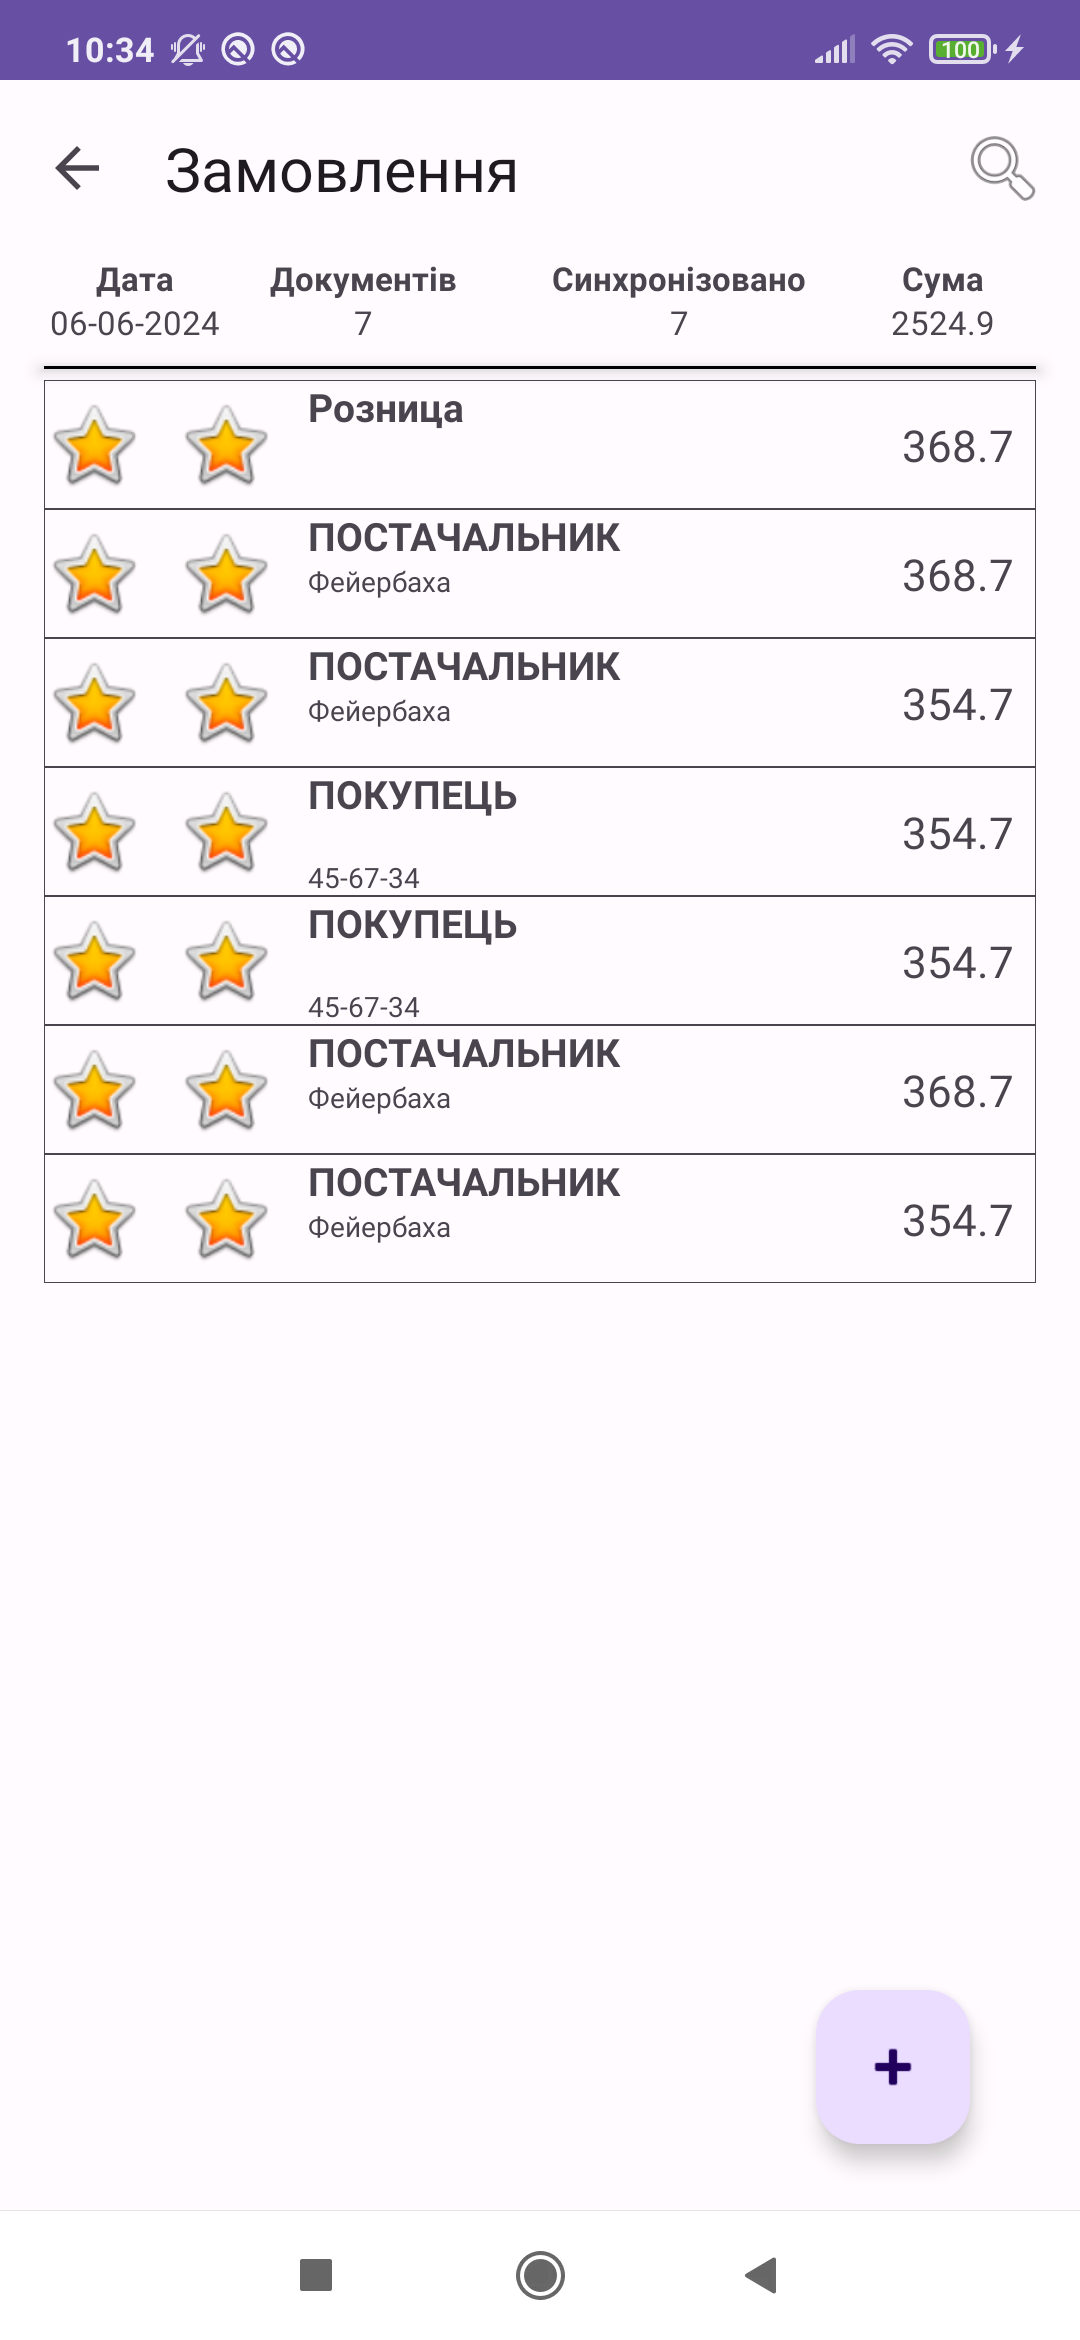 10:34 100
Замовлення
Дата Документів Синхронізовано Сума
06-06-2024 7 7 2524.9
Розница
368.7
ПОСТАЧАЛЬНИК
Фейербаха
368.7
ПОСТАЧАЛЬНИК
Фейербаха
354.7
ПОКУПЕЦЬ
354.7
45-67-34
ПОКУПЕЦЬ
354.7
45-67-34
ПОСТАЧАЛЬНИК
Фейербаха
368.7
ПОСТАЧАЛЬНИК
Фейербаха
354.7